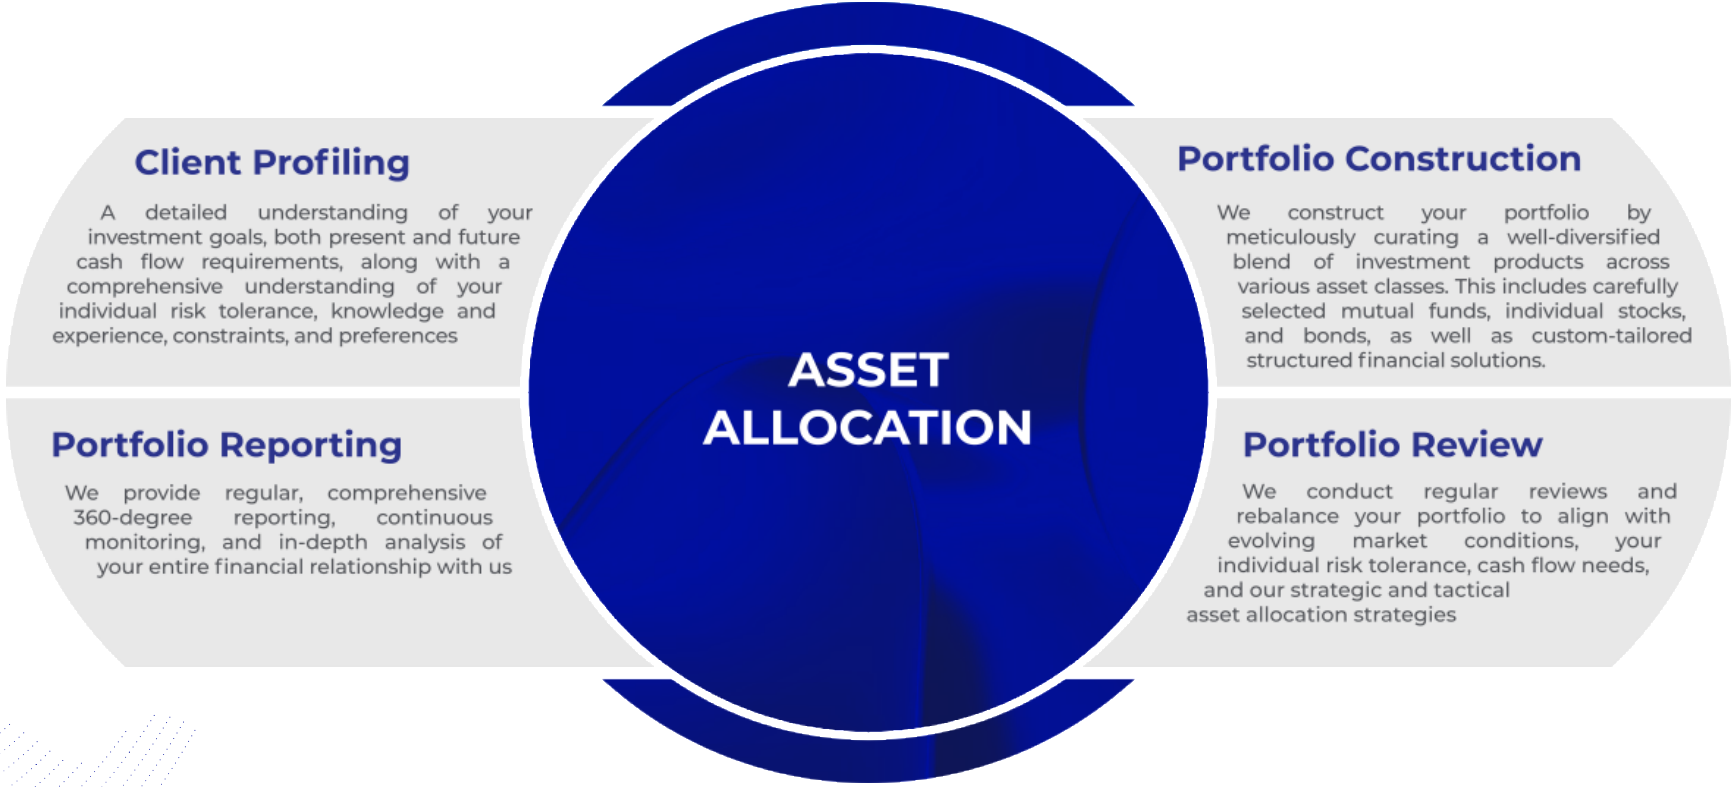 Client Profiling
A detailed understanding of your
investment goals, both present and future
cash flow requirements, along with a
comprehensive understanding of your
individual risk tolerance, knowledge and
experience, constraints, and preferences
Portfolio Reporting
We provide regular, comprehensive
360-degree reporting, continuous
monitoring, and in-depth analysis of
your entire financial relationship with us
ASSET
ALLOCATION
Portfolio Construction
We construct your portfolio by
meticulously curating a well-diversified
blend of investment products across
various asset classes. This includes carefully
selected mutual funds, individual stocks,
and bonds, as well as custom-tailored
structured financial solutions.
Portfolio Review
We conduct regular reviews and
rebalance your portfolio to align with
evolving market conditions, your
individual risk tolerance, cash flow needs,
and our strategic and tactical
asset allocation strategies